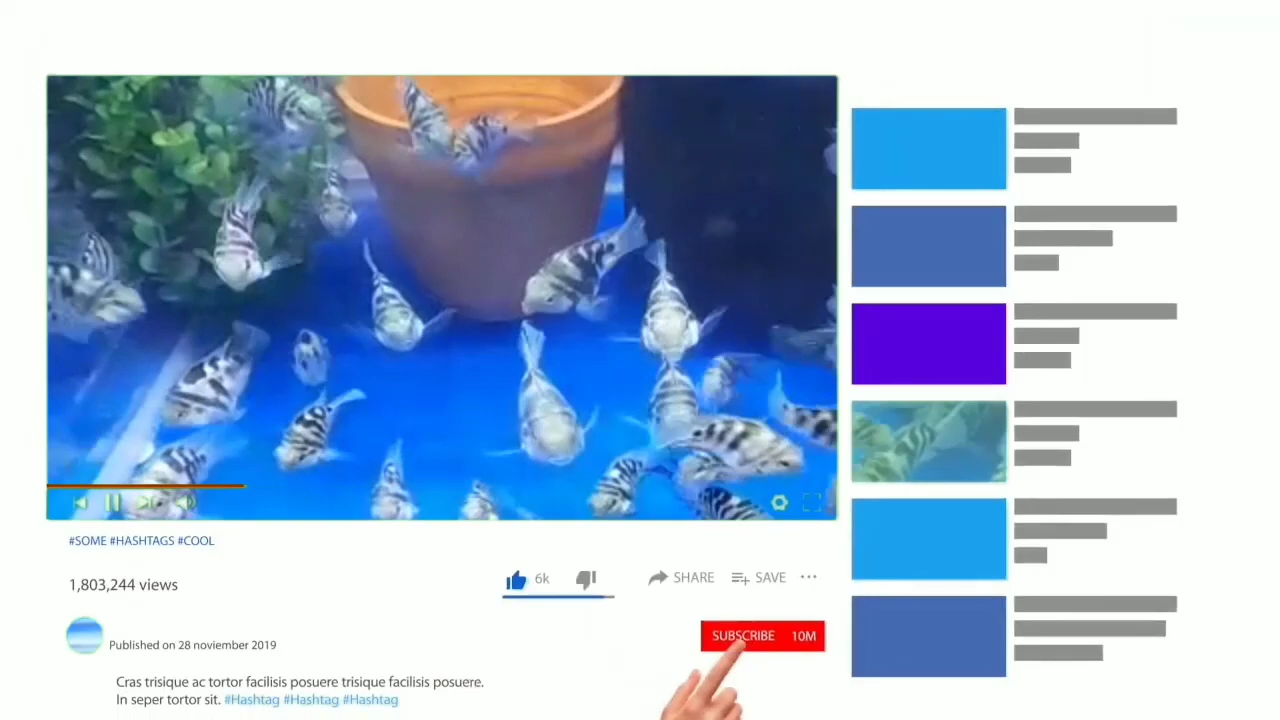 #SOME #HASHTAGS #COOL
1,803,244 views
6k
SHARE
SAVE
SUBSCRIBE 10M
Published on 28 noviember 2019
Cras trisique ac tortor facilisis posuere trisique facilisis posuere.
In seper tortor sit. #Hashtag #Hashtag #Hashtag